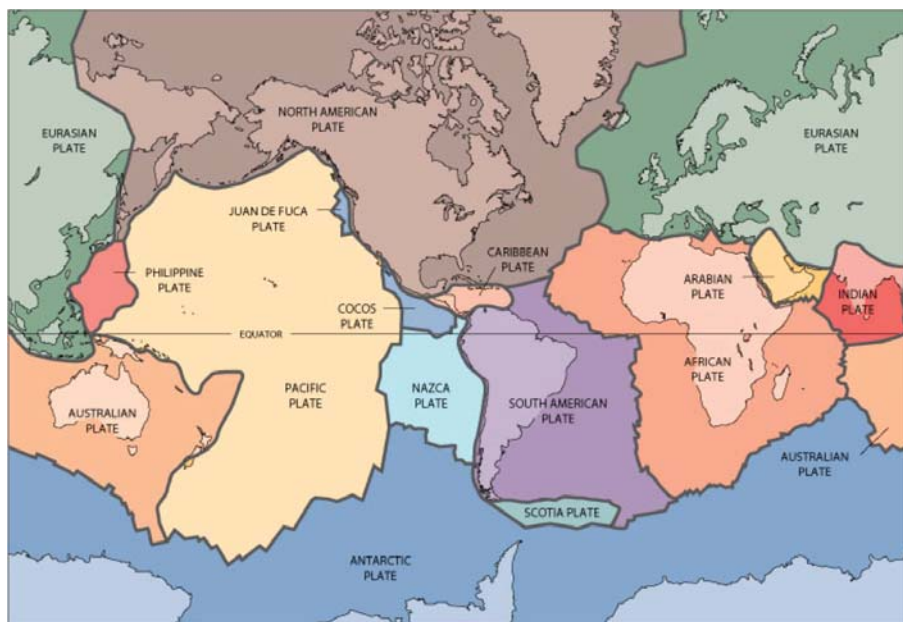 NORTH AMERICAN
PLATE
EURASIAN
PLATE
EURASIAN
PLATE
JUAN DE FUCA
PLATE
CARIBBEAN
PLATE
PHILIPPINE
PLATE
ARABIAN
PLATE
INDIAN
PLATE
COCOS
PLATE
EQUATOR
AFRICAN
PLATE
PACIFIC
PLATE
NAZCA
PLATE
SOUTH AMERICAN
PLATE
AUSTRALIAN
PLATE
AUSTRALIAN
PLATE
SCOTIA PLATE
ANTARCTIC
PLATE